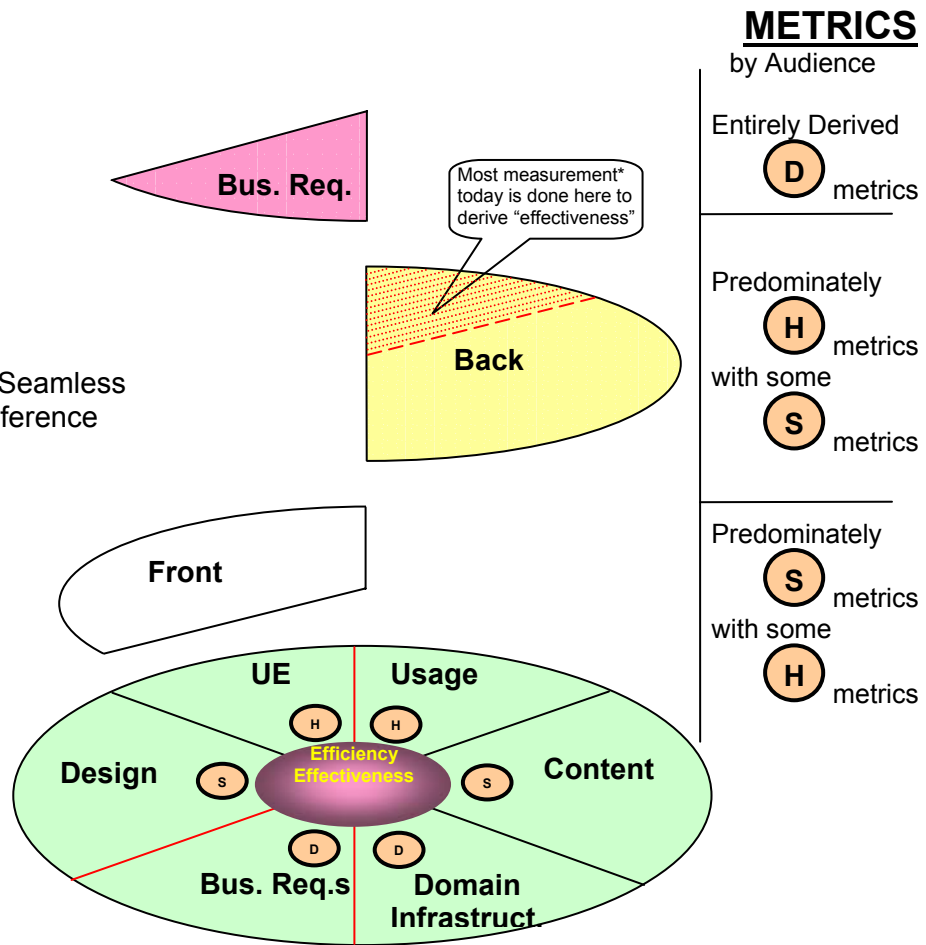 METRICS
by Audience
Entirely Derived
D metrics
Bus. Req.
Most measurement*
today is done here to
derive “effectiveness”
Predominately
H metrics
with some
S metrics
Back
Seamless
ference
Predominately
S metrics
with some
H metrics
Front
UE
Usage
H
H
Efficiency
Effectiveness
Design
S
S
Content
D
D
Bus. Req.s
Domain
Infrastruct.